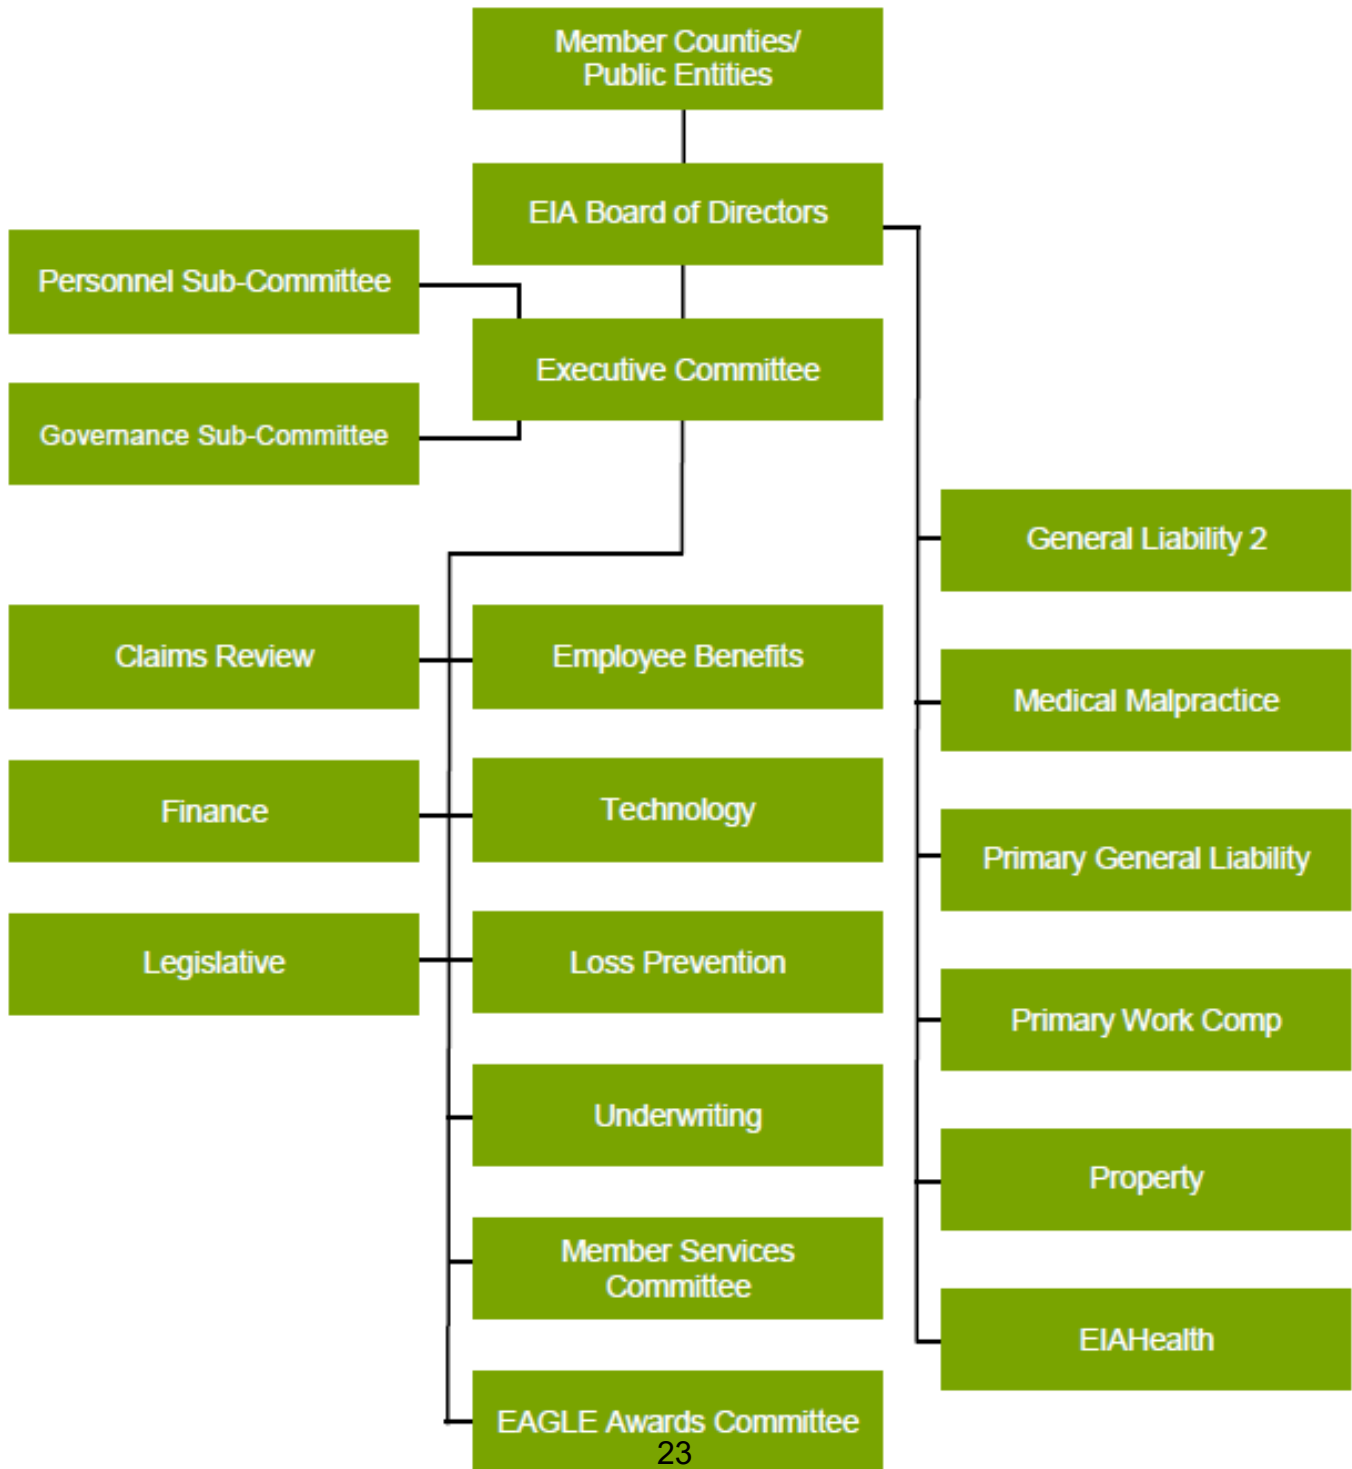 Member Counties/
Public Entities
EIA Board of Directors
Personnel Sub-Committee
Executive Committee
Governance Sub-Committee
General Liability 2
Claims Review
Employee Benefits
Medical Malpractice
Finance
Technology
Primary General Liability
Legislative
Loss Prevention
Primary Work Comp
Underwriting
Property
Member Services
Committee
EIAHealth
EAGLE Awards Committee
23